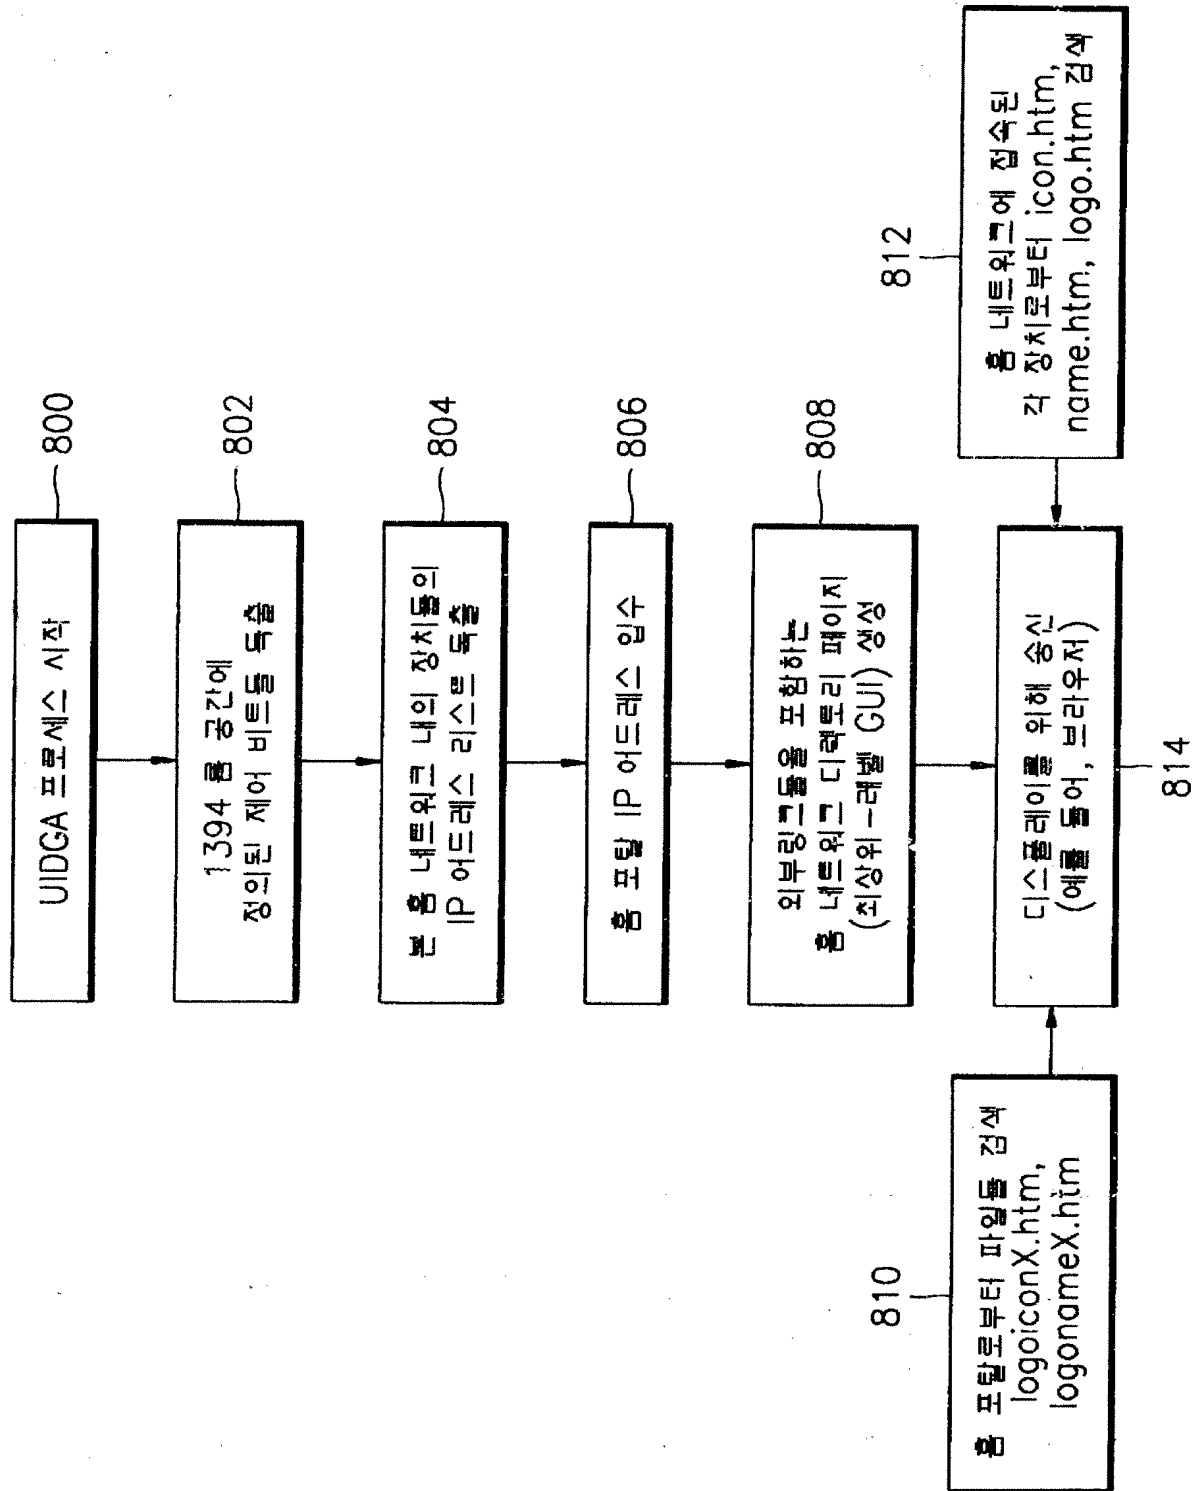 UIDGA 프로세스 시작
800
1394 롬 공간에
정의된 제어 비트들 독출
802
본 홈 네트워크 내의 장치들의
IP 어드레스 리스트 독출
804
홈 포탈 IP 어드레스 입수
806
외부링크들을 포함하는
홈 네트워크 디렉토리 페이지
(최상위-레벨 GUI) 생성
808
홈 포탈로부터 파일들 검색
logoiconX.htm,
logonameX.htm
810
디스플레이를 위해 송신
(예를 들어, 브라우저)
814
홈 네트워크에 접속된
각 장치로부터 icon.htm,
name.htm, logo.htm 검색
812